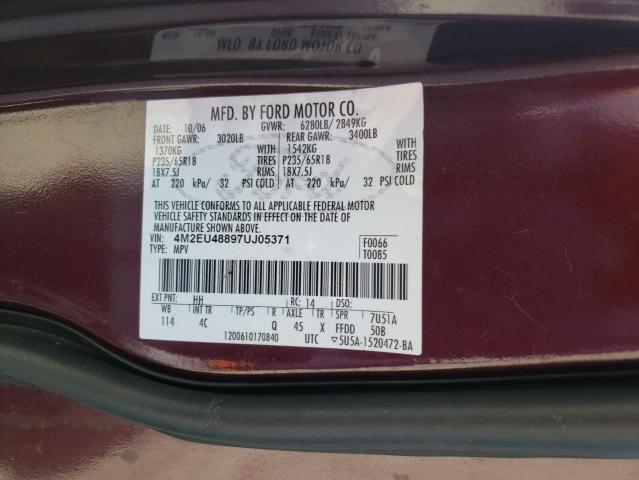 MFD. BY FORD MOTOR CO.
MFD. BY FORD MOTOR CO.
DATE: 10/06 GVWR: 6280LB/ 2849KG
FRONT GAWR: 3020LB REAR GAWR: 3400LB
1370KG 1542KG
P235/65R18 TIRES P235/65R18 TIRES
18X7.5J RIMS 18X7.5J RIMS
AT 220 kPa/ 32 PSI COLD AT 220 kPa/ 32 PSI COLD
THIS VEHICLE CONFORMS TO ALL APPLICABLE FEDERAL MOTOR
VEHICLE SAFETY STANDARDS IN EFFECT ON THE DATE OF
MANUFACTURE SHOWN ABOVE.
VIN: 4M2EU48897UJ05371 F0066
TYPE: MPV T0085
EXT PNT: HH RC: 14 DSO:
WB INT TR TP/PS R AXLE TR SPR 7U51A
114 4C Q 45 X FFDD 50B
1200610170840 UTC ▽5U5A-1520472-BA